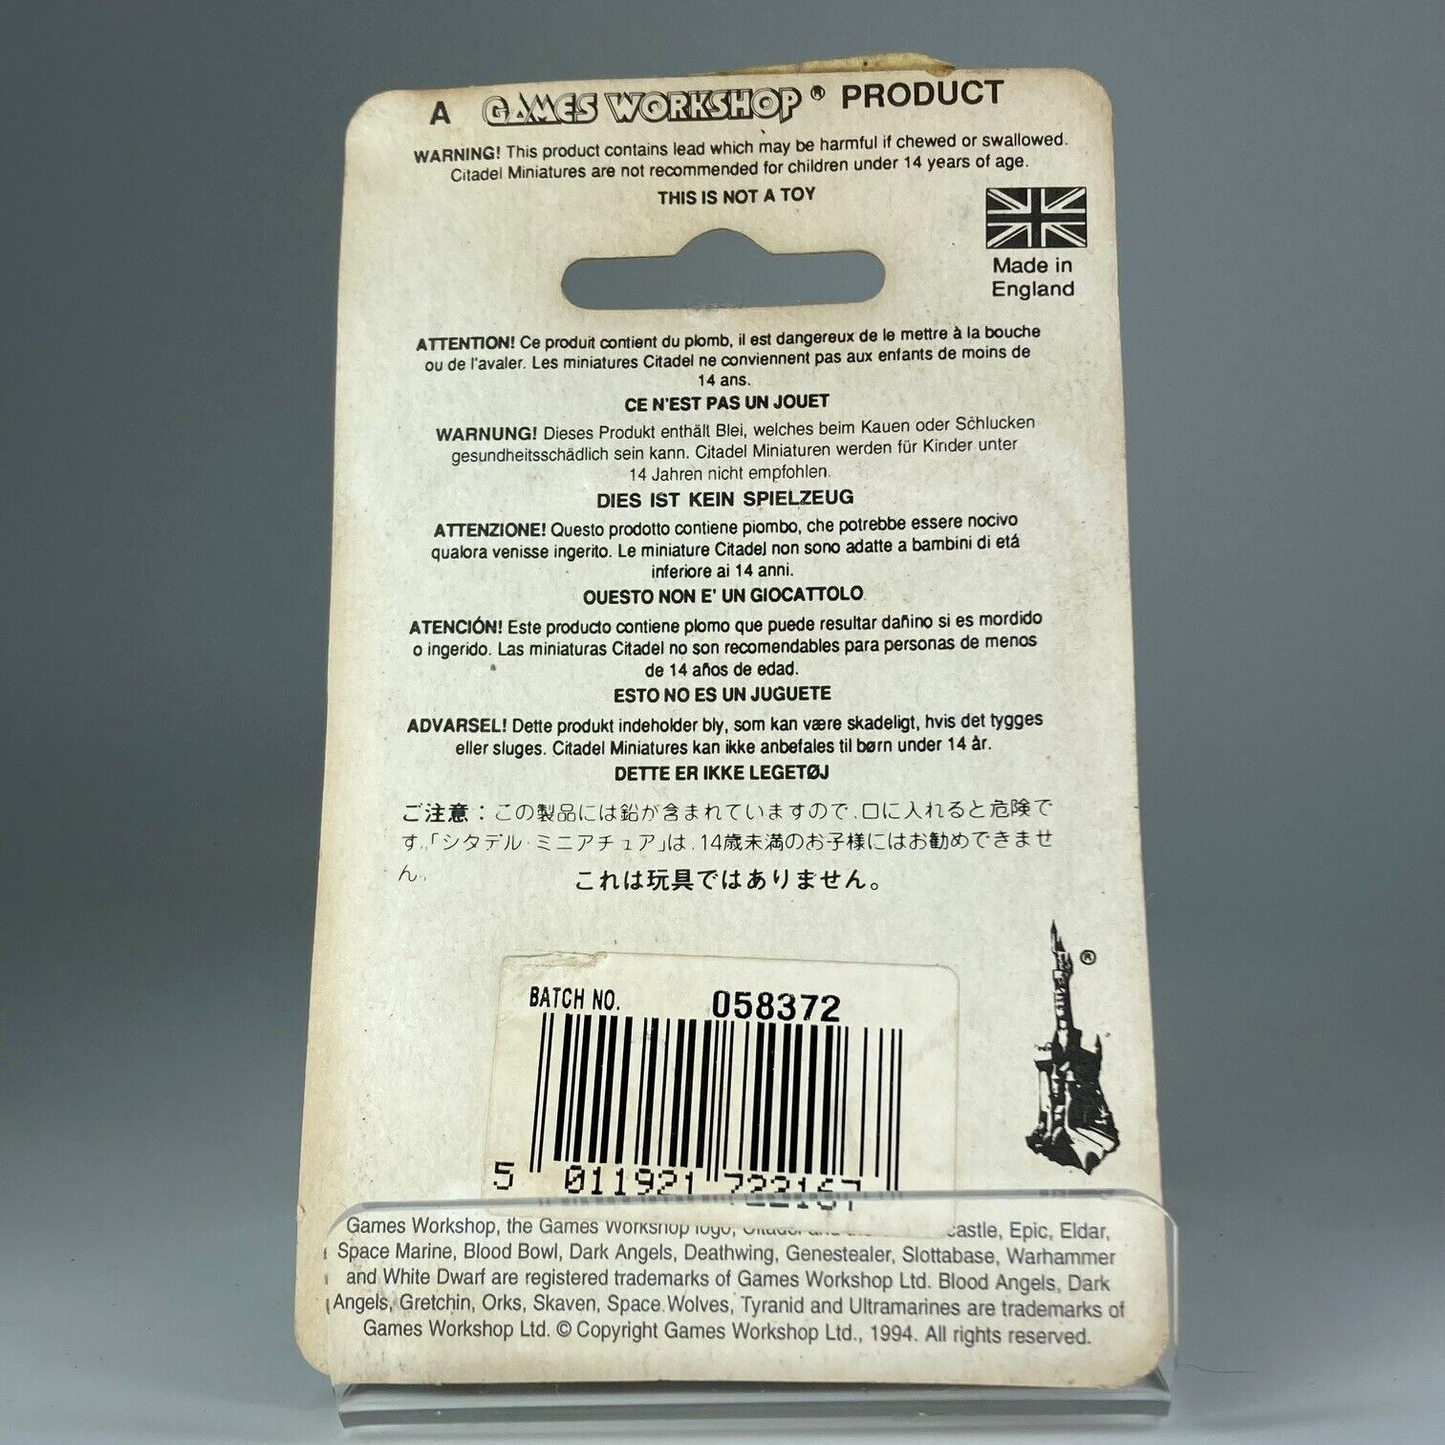 A GAMES WORKSHOP® PRODUCT
WARNING! This product contains lead which may be harmful if chewed or swallowed.
Citadel Miniatures are not recommended for children under 14 years of age.
THIS IS NOT A TOY
Made in
England
ATTENTION! Ce produit contient du plomb, il est dangereux de le mettre à la bouche
ou de l'avaler. Les miniatures Citadel ne conviennent pas aux enfants de moins de
14 ans.
CE N'EST PAS UN JOUET
WARNUNG! Dieses Produkt enthält Blei, welches beim Kauen oder Schlucken
gesundheitsschädlich sein kann. Citadel Miniaturen werden für Kinder unter
14 Jahren nicht empfohlen.
DIES IST KEIN SPIELZEUG
ATTENZIONE! Questo prodotto contiene piombo, che potrebbe essere nocivo
qualora venisse ingerito. Le miniature Citadel non sono adatte a bambini di etá
inferiore ai 14 anni.
QUESTO NON E' UN GIOCATTOLO
ATENCIÓN! Este producto contiene plomo que puede resultar dañino si es mordido
o ingerido. Las miniaturas Citadel no son recomendables para personas de menos
de 14 años de edad.
ESTO NO ES UN JUGUETE
ADVARSEL! Dette produkt indeholder bly, som kan være skadeligt, hvis det tygges
eller sluges. Citadel Miniatures kan ikke anbefales til børn under 14 år.
DETTE ER IKKE LEGETØJ
ご注意：この製品には鉛が含まれていますので、口に入れると危険で
す。「シタデル・ミニアチュア」は、14歳未満のお子様にはお勧めできませ
ん。
これは玩具ではありません。
®
BATCH NO. 058372
5 011921 722167
Games Workshop, the Games Workshop logo, Citadel and castle, Epic, Eldar,
Space Marine, Blood Bowl, Dark Angels, Deathwing, Genestealer, Slottabase, Warhammer
and White Dwarf are registered trademarks of Games Workshop Ltd. Blood Angels, Dark
Angels, Gretchin, Orks, Skaven, Space Wolves, Tyranid and Ultramarines are trademarks of
Games Workshop Ltd. © Copyright Games Workshop Ltd., 1994. All rights reserved.